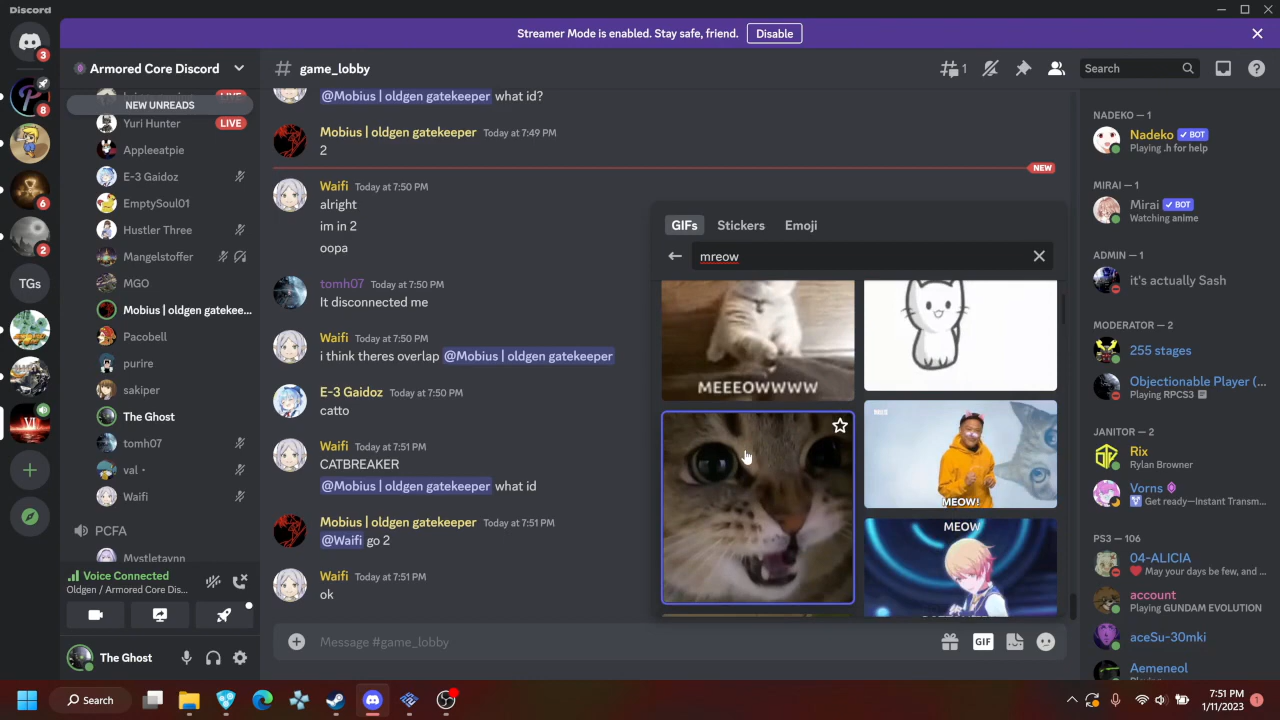 Discord
Streamer Mode is enabled. Stay safe, friend.
Disable
3
8
6
2
TGs
Armored Core Discord
NEW UNREADS
LIVE
Yuri Hunter
LIVE
Appleeatpie
E-3 Gaidoz
EmptySoul01
Hustler Three
Mangelstoffer
MGO
Mobius | oldgen gatekee...
Pacobell
purire
sakiper
The Ghost
tomh07
val •
Waifi
PCFA
Mystletaynn
Voice Connected
Oldgen / Armored Core Dis...
The Ghost
# game_lobby
1
Search
@Mobius | oldgen gatekeeper what id?
Mobius | oldgen gatekeeper Today at 7:49 PM
2
NEW
Waifi Today at 7:50 PM
alright
im in 2
oopa
tomh07 Today at 7:50 PM
It disconnected me
Waifi Today at 7:50 PM
i think theres overlap @Mobius | oldgen gatekeeper
E-3 Gaidoz Today at 7:50 PM
catto
Waifi Today at 7:51 PM
CATBREAKER
@Mobius | oldgen gatekeeper what id
Mobius | oldgen gatekeeper Today at 7:51 PM
@Waifi go 2
Waifi Today at 7:51 PM
ok
Message #game_lobby
GIF
GIFs Stickers Emoji
mreow
MEEEOWWWW
MEOW!
MEOW
NADEKO — 1
Nadeko ✓ BOT
Playing .h for help
MIRAI — 1
Mirai ✓ BOT
Watching anime
ADMIN — 1
it's actually Sash
MODERATOR — 2
255 stages
Objectionable Player (...
Playing RPCS3
JANITOR — 2
Rix
Rylan Browner
Vorns
Get ready—Instant Transm...
PS3 — 106
04-ALICIA
May your days be few, and ...
account
Playing GUNDAM EVOLUTION
aceSu-30mki
Aemeneol
Search
7:51 PM
1/11/2023
1